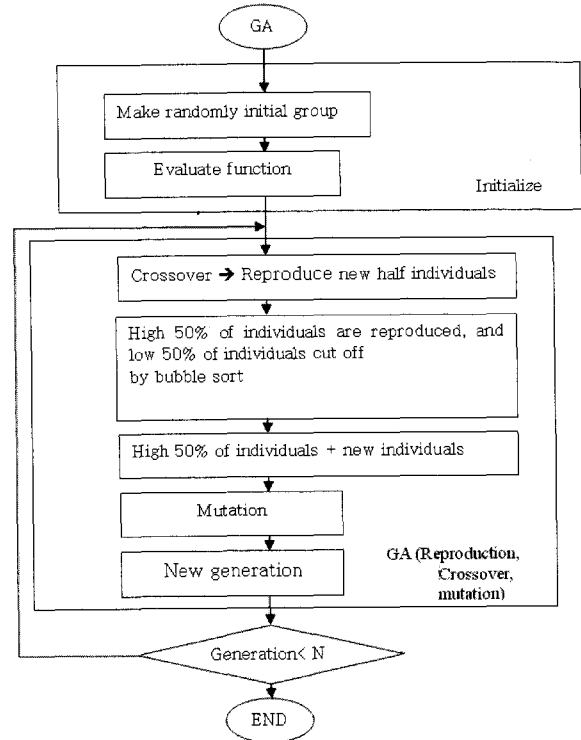 GA
Make randomly initial group
Evaluate function
Initialize
Crossover ➔ Reproduce new half individuals
High 50% of individuals are reproduced, and
low 50% of individuals cut off
by bubble sort
High 50% of individuals + new individuals
Mutation
New generation
GA (Reproduction,
Crossover,
mutation)
Generation< N
END